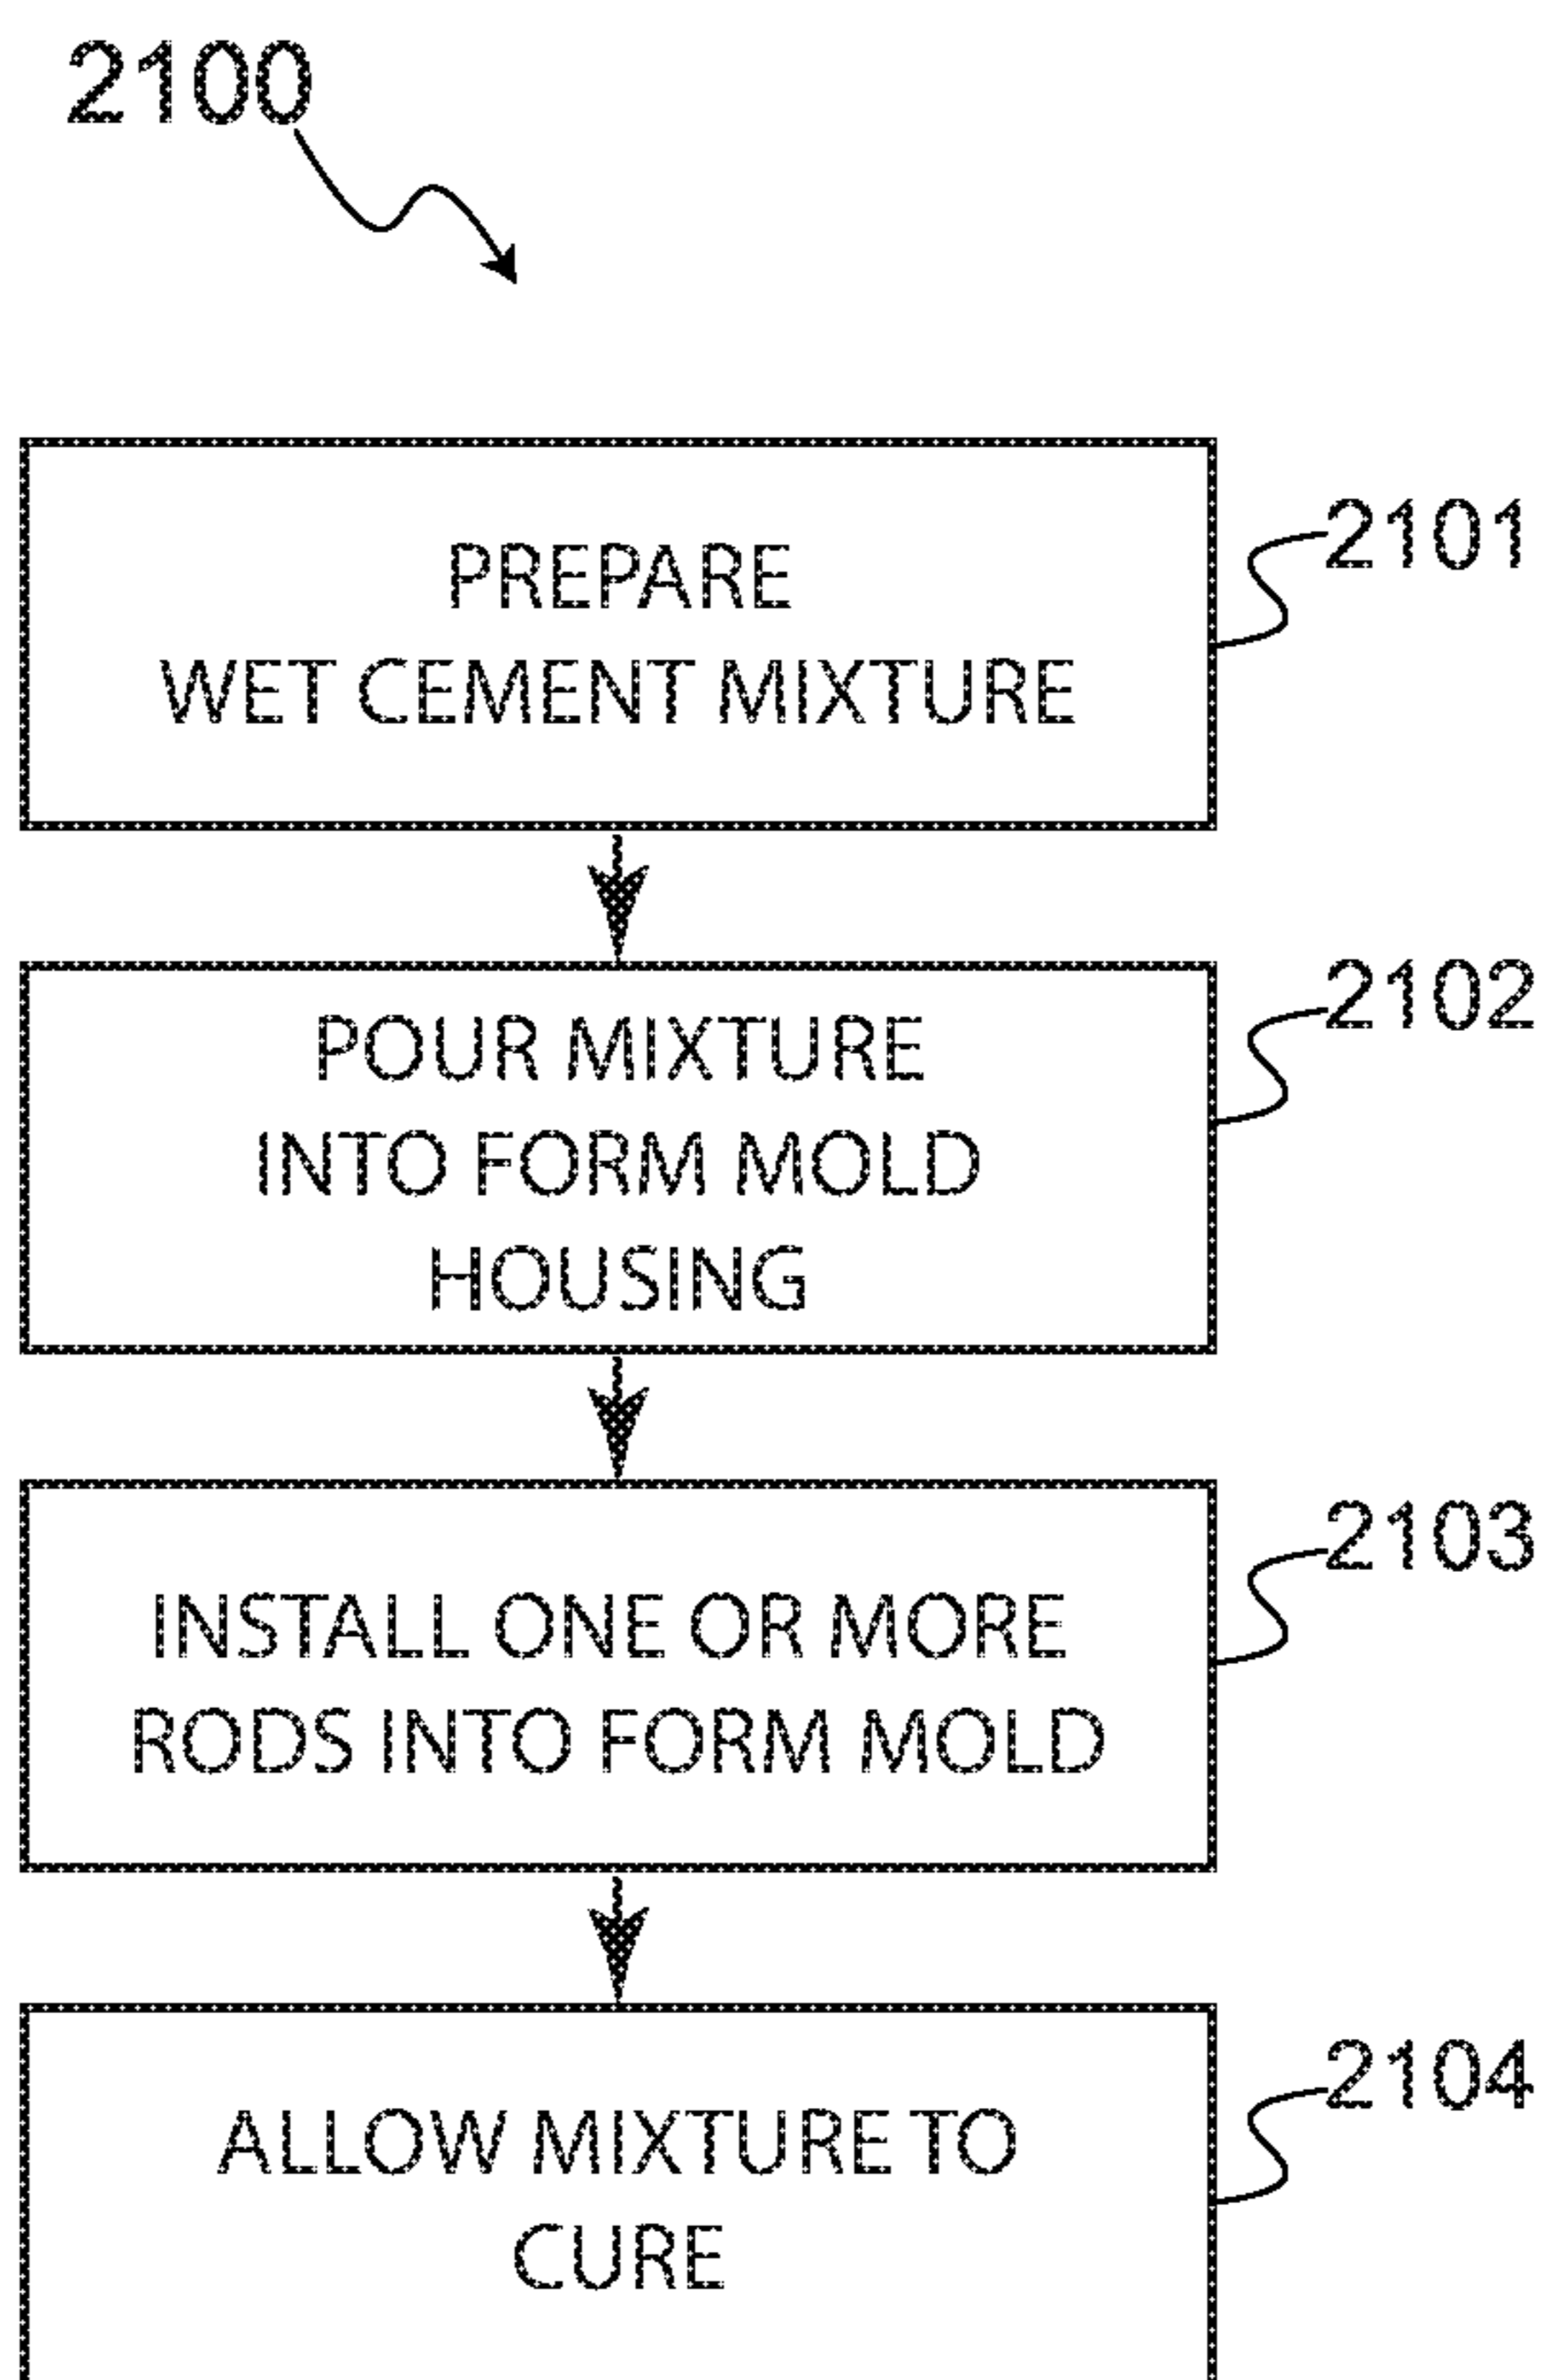 2100
PREPARE
WET CEMENT MIXTURE
2101
POUR MIXTURE
INTO FORM MOLD
HOUSING
2102
INSTALL ONE OR MORE
RODS INTO FORM MOLD
2103
ALLOW MIXTURE TO
CURE
2104